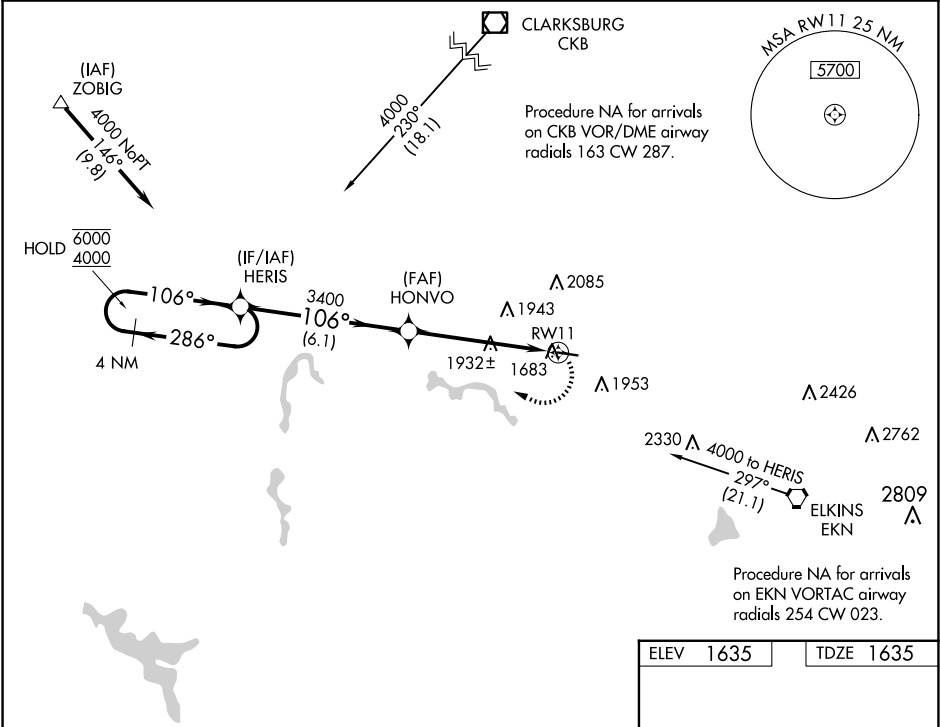 CLARKSBURG
CKB
MSA RW11 25 NM
5700
(IAF)
ZOBIG
4000 NoPT
146°
(9.8)
4000
230°
(18.1)
Procedure NA for arrivals
on CKB VOR/DME airway
radials 163 CW 287.
HOLD 6000
4000
(IF/IAF)
HERIS
106°
286°
4 NM
3400
106°
(6.1)
(FAF)
HONVO
2085
1943
RW11
1932±
1683
1953
2426
2762
2330
4000 to HERIS
297°
(21.1)
ELKINS
EKN
2809
Procedure NA for arrivals
on EKN VORTAC airway
radials 254 CW 023.
ELEV 1635
TDZE 1635